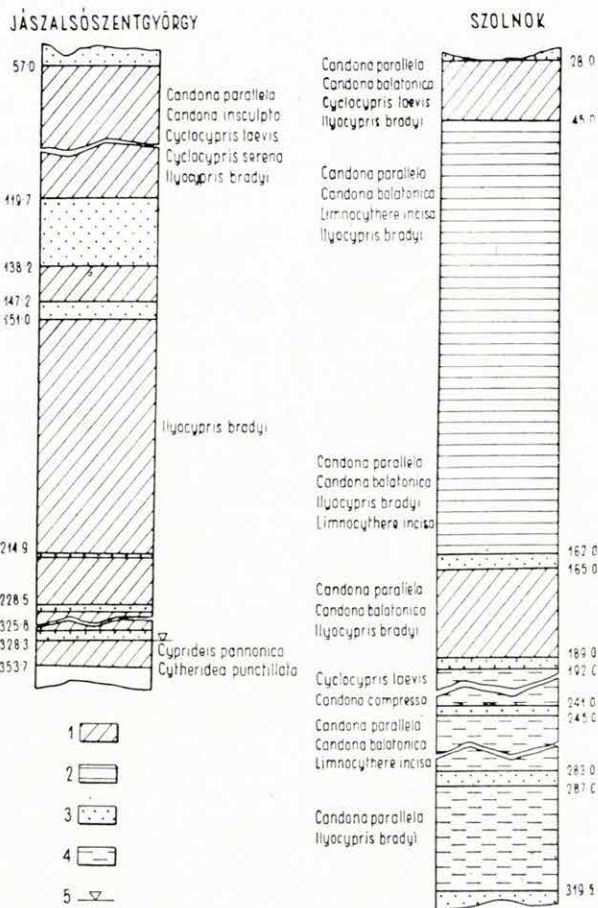 JÁSZALSÓSZENTGYÖRGY
57·0
Candona parallela
Candona insculpta
Cyclocypris laevis
Cyclocypris serena
Ilyocypris bradyi
119·7
138·2
147·2
151·0
Ilyocypris bradyi
214·9
228·5
325·8
328·3
353·7
Cyprideis pannonica
Cytheridea punctillata
1
2
3
4
5
SZOLNOK
28·0
Candona parallela
Candona balatonica
Cyclocypris laevis
Ilyocypris bradyi
45·0
Candona parallela
Candona balatonica
Limnocythere incisa
Ilyocypris bradyi
Candona parallela
Candona balatonica
Ilyocypris bradyi
Limnocythere incisa
162·0
165·0
Candona parallela
Candona balatonica
Ilyocypris bradyi
189·0
192·0
Cyclocypris laevis
Candona compressa
241·0
245·0
Candona parallela
Candona balatonica
Limnocythere incisa
283·0
287·0
Candona parallela
Ilyocypris bradyi
319·5